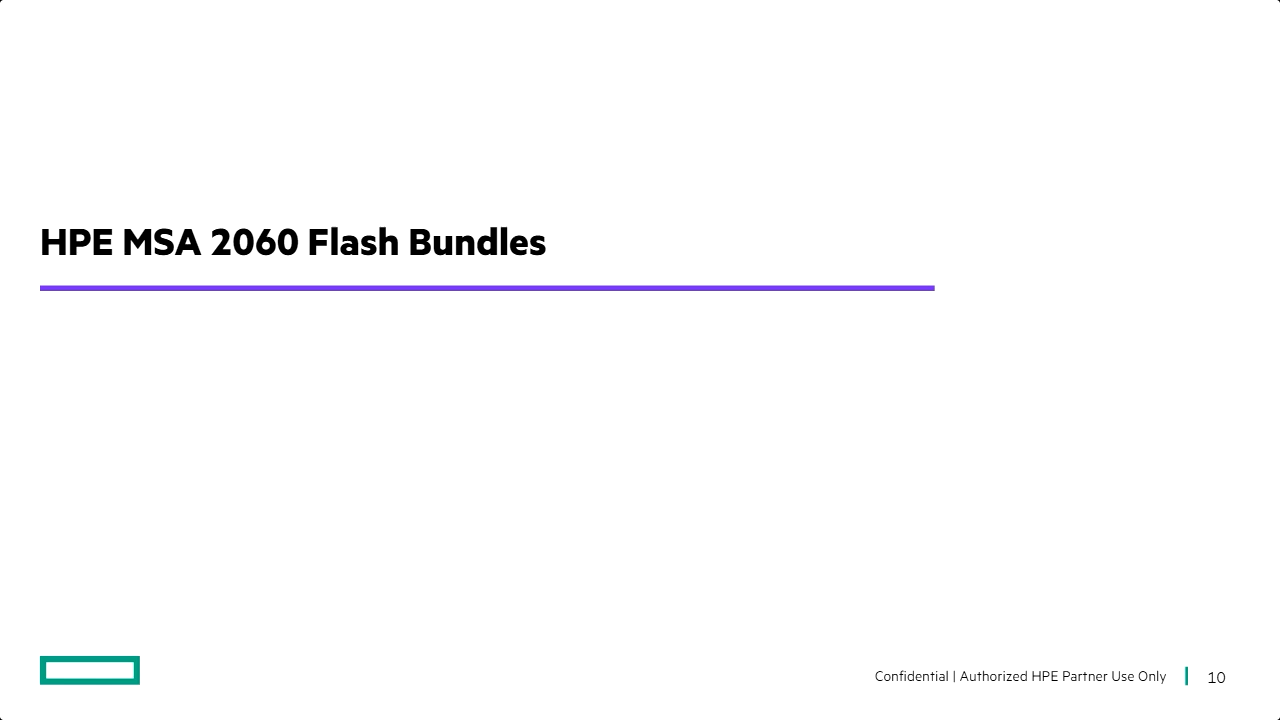 HPE MSA 2060 Flash Bundles
Confidential | Authorized HPE Partner Use Only
10